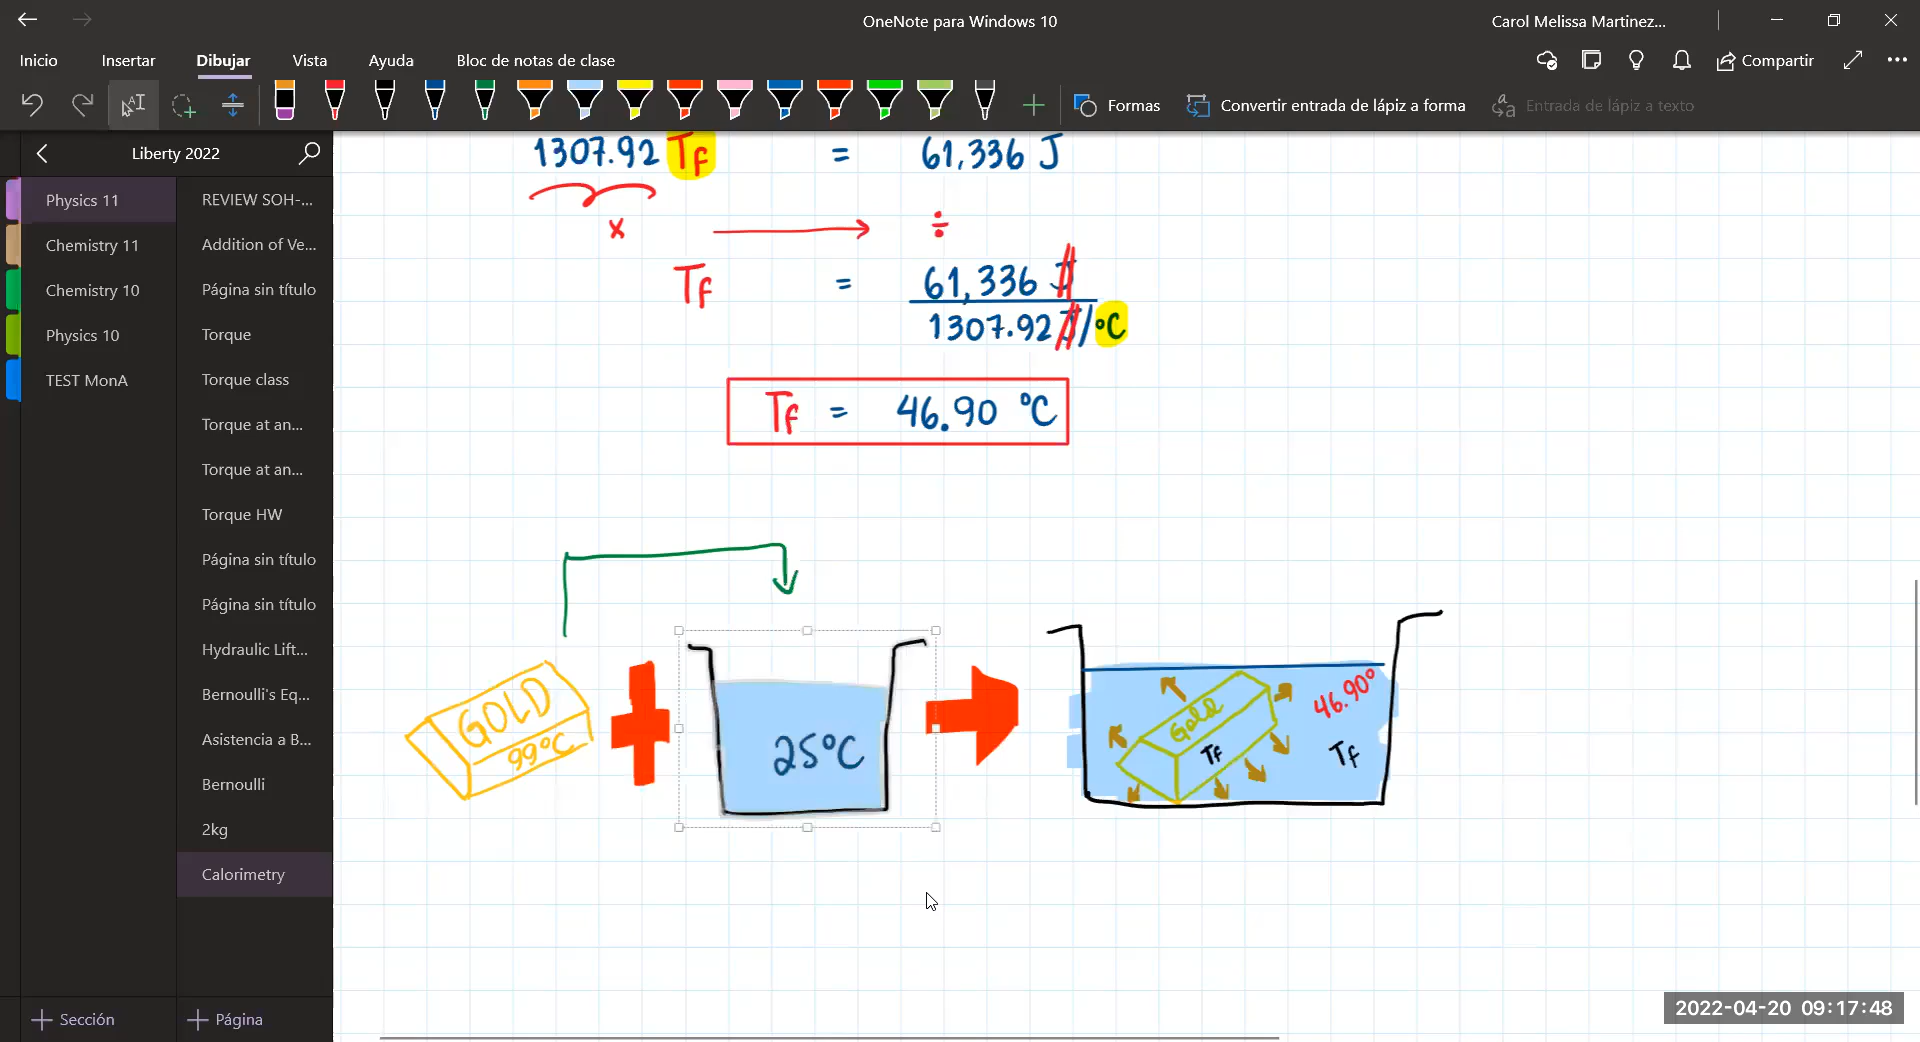 OneNote para Windows 10
Carol Melissa Martinez...
Inicio
Insertar
Dibujar
Vista
Ayuda
Bloc de notas de clase
Compartir
Formas
Convertir entrada de lápiz a forma
Entrada de lápiz a texto
Liberty 2022
Physics 11
Chemistry 11
Chemistry 10
Physics 10
TEST MonA
REVIEW SOH-...
Addition of Ve...
Página sin título
Torque
Torque class
Torque at an...
Torque at an...
Torque HW
Página sin título
Página sin título
Hydraulic Lift...
Bernoulli's Eq...
Asistencia a B...
Bernoulli
2kg
Calorimetry
Sección
Página
1307.92 Tf = 61,336 J
x ÷
Tf = 61,336 J
1307.92 J/°C
Tf = 46.90 °C
GOLD
99°C
25°C
Gold
Tf
46.90°
Tf
2022-04-20 09:17:48